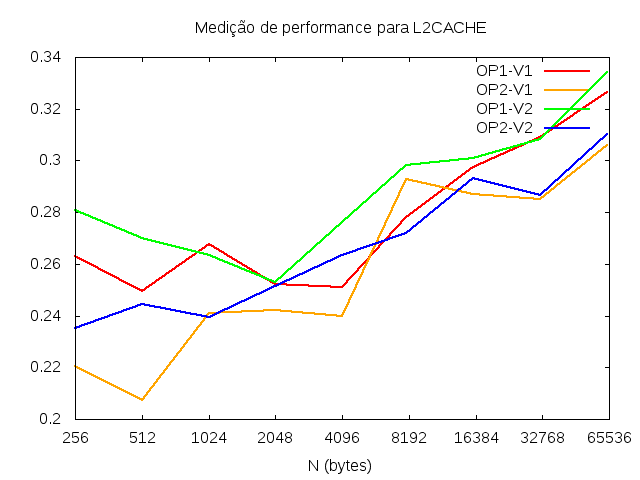 Medição de performance para L2CACHE
0.34
OP1-V1
OP2-V1
0.32
OP1-V2
OP2-V2
0.3
0.28
0.26
0.24
0.22
0.2
256 512 1024 2048 4096 8192 16384 32768 65536
N (bytes)